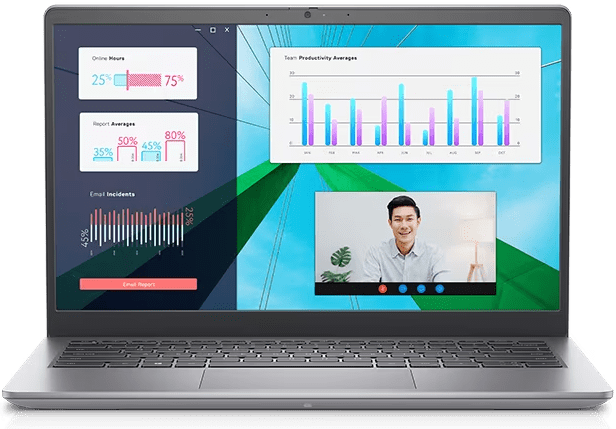 Online Hours
25%
75%
Report Averages
35%
50%
45%
80%
Email Incidents
45%
25%
Email Report
Team Productivity Averages
JAN FEB MAR APR JUN JUL AUG SEP OCT